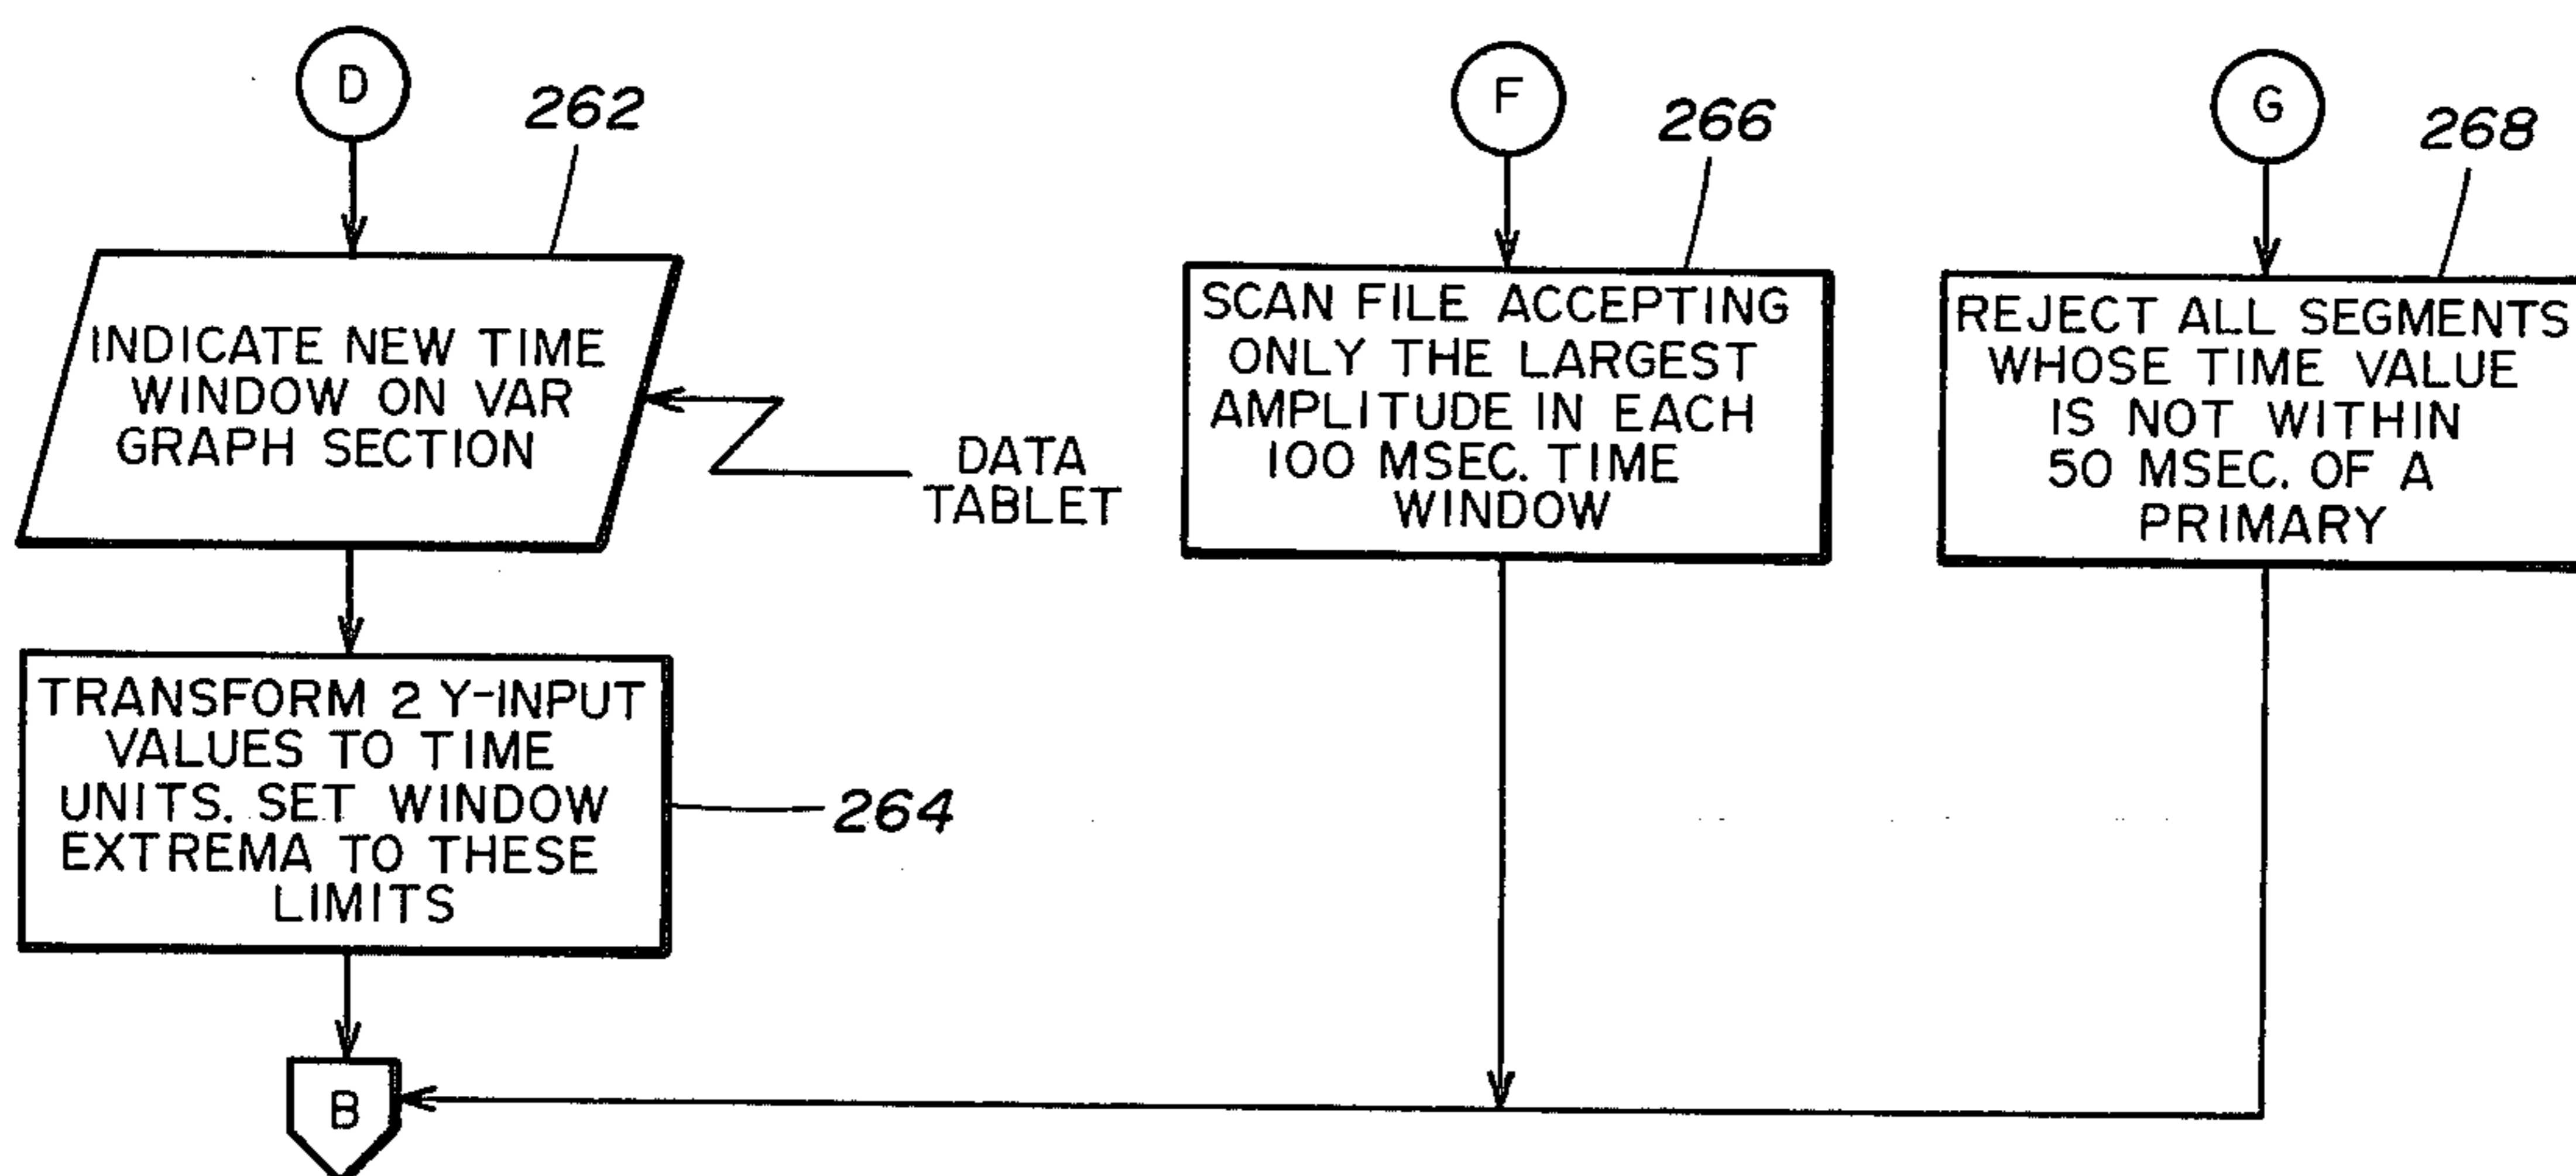 D
262
INDICATE NEW TIME
WINDOW ON VAR
GRAPH SECTION
DATA
TABLET
TRANSFORM 2 Y-INPUT
VALUES TO TIME
UNITS. SET WINDOW
EXTREMA TO THESE
LIMITS
264
B
F
266
SCAN FILE ACCEPTING
ONLY THE LARGEST
AMPLITUDE IN EACH
100 MSEC. TIME
WINDOW
G
268
REJECT ALL SEGMENTS
WHOSE TIME VALUE
IS NOT WITHIN
50 MSEC. OF A
PRIMARY